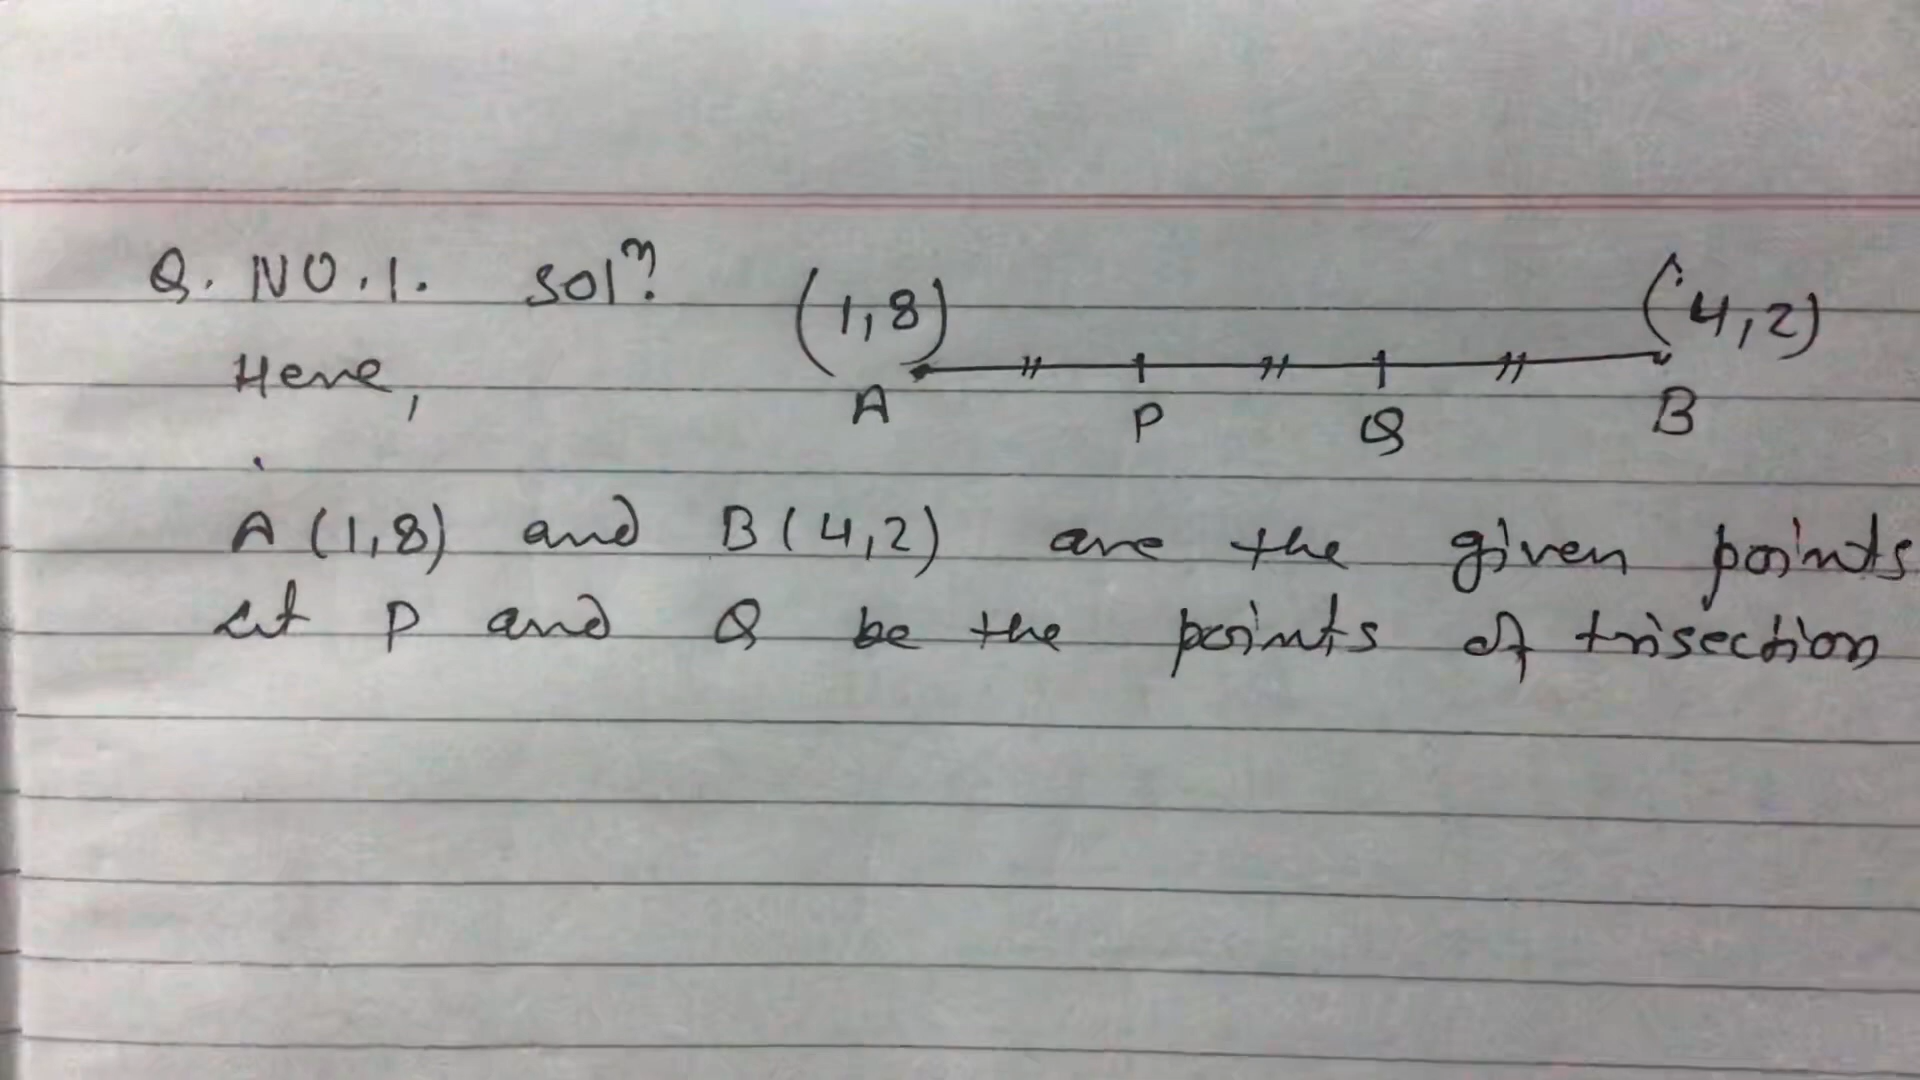 Q. NO.1. solⁿ
(1,8) (4,2)
Here,
A P Q B
A (1,8) and B (4,2) are the given points
let P and Q be the points of trisection